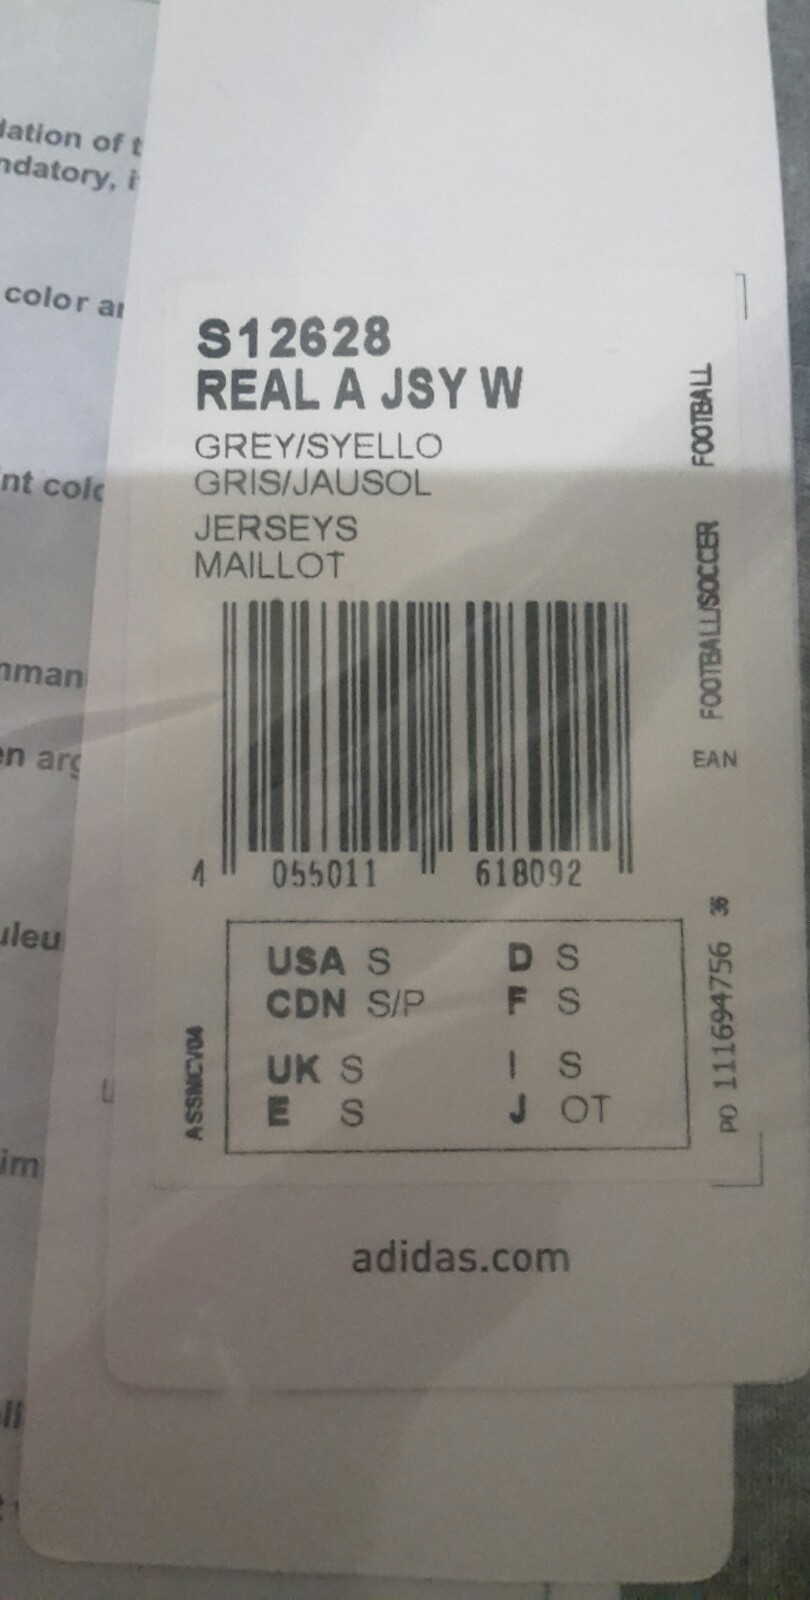 lation of t
ndatory, i
color ar
nt colo
mman
en arg
uleu
im
S12628
REAL A JSY W
GREY/SYELLO
GRIS/JAUSOL
JERSEYS
MAILLOT
4 055011 618092
USA S D S
CDN S/P F S
UK S I S
E S J OT
ASSMCV04
FOOTBALL
FOOTBALL/SOCCER
EAN
PO 111694756 36
adidas.com